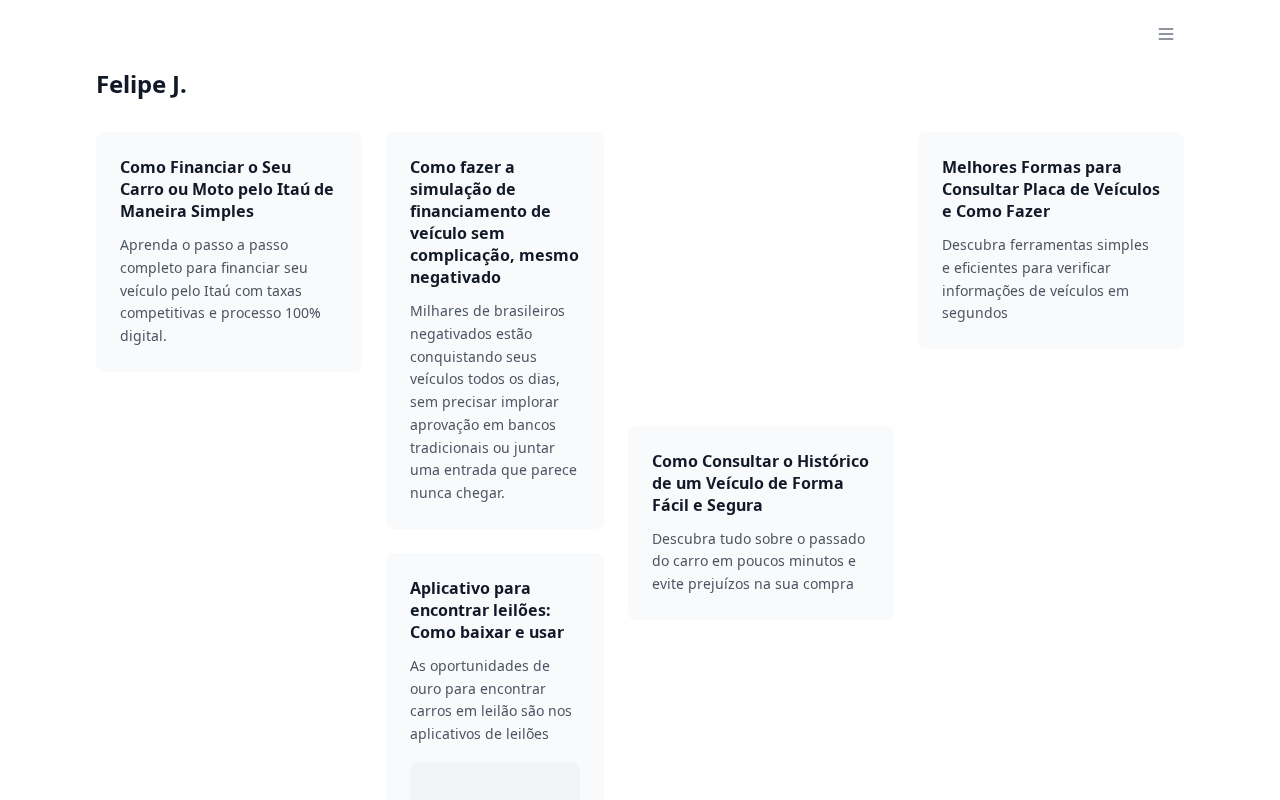 Felipe J.
Como Financiar o Seu
Carro ou Moto pelo Itaú de
Maneira Simples
Aprenda o passo a passo
completo para financiar seu
veículo pelo Itaú com taxas
competitivas e processo 100%
digital.
Como fazer a
simulação de
financiamento de
veículo sem
complicação, mesmo
negativado
Milhares de brasileiros
negativados estão
conquistando seus
veículos todos os dias,
sem precisar implorar
aprovação em bancos
tradicionais ou juntar
uma entrada que parece
nunca chegar.
Aplicativo para
encontrar leilões:
Como baixar e usar
As oportunidades de
ouro para encontrar
carros em leilão são nos
aplicativos de leilões
Como Consultar o Histórico
de um Veículo de Forma
Fácil e Segura
Descubra tudo sobre o passado
do carro em poucos minutos e
evite prejuízos na sua compra
Melhores Formas para
Consultar Placa de Veículos
e Como Fazer
Descubra ferramentas simples
e eficientes para verificar
informações de veículos em
segundos